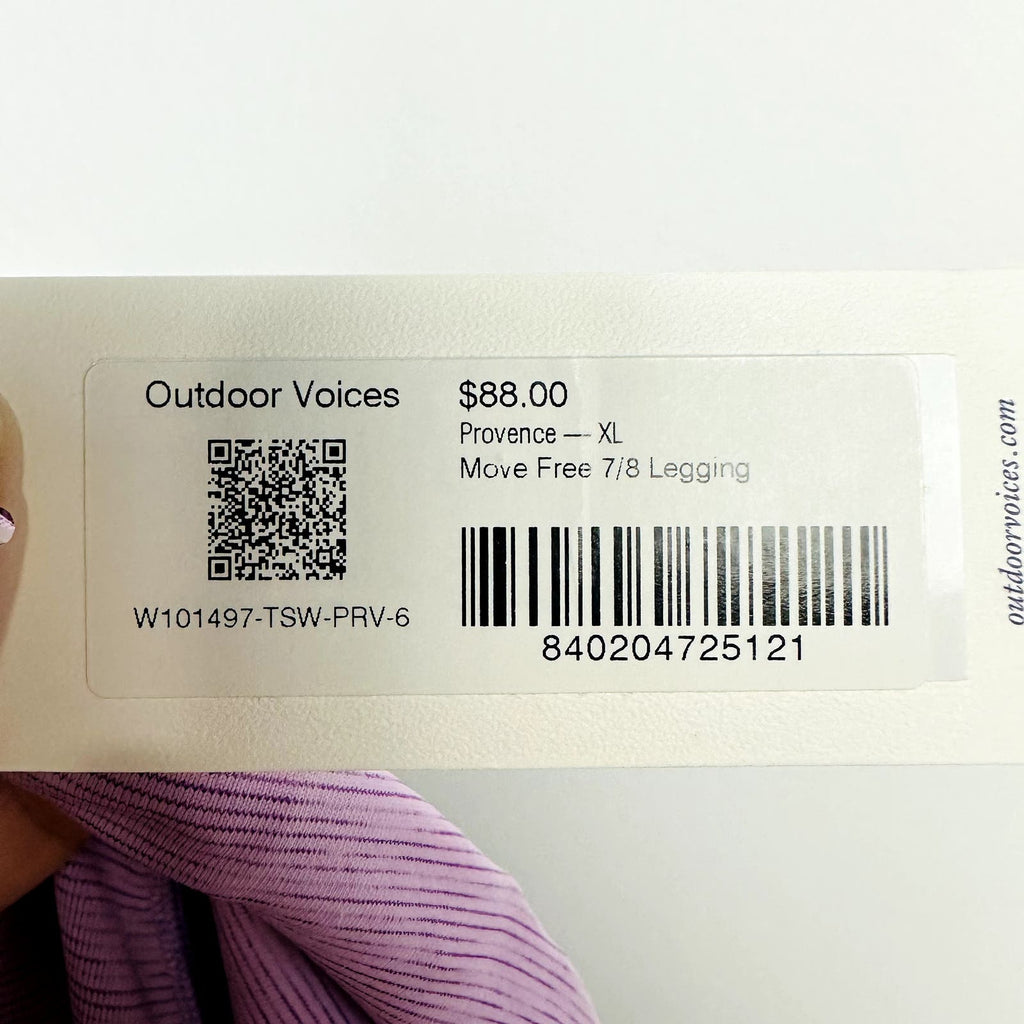 Outdoor Voices
W101497-TSW-PRV-6
$88.00
Provence — XL
Move Free 7/8 Legging
840204725121
outdoorvoices.com